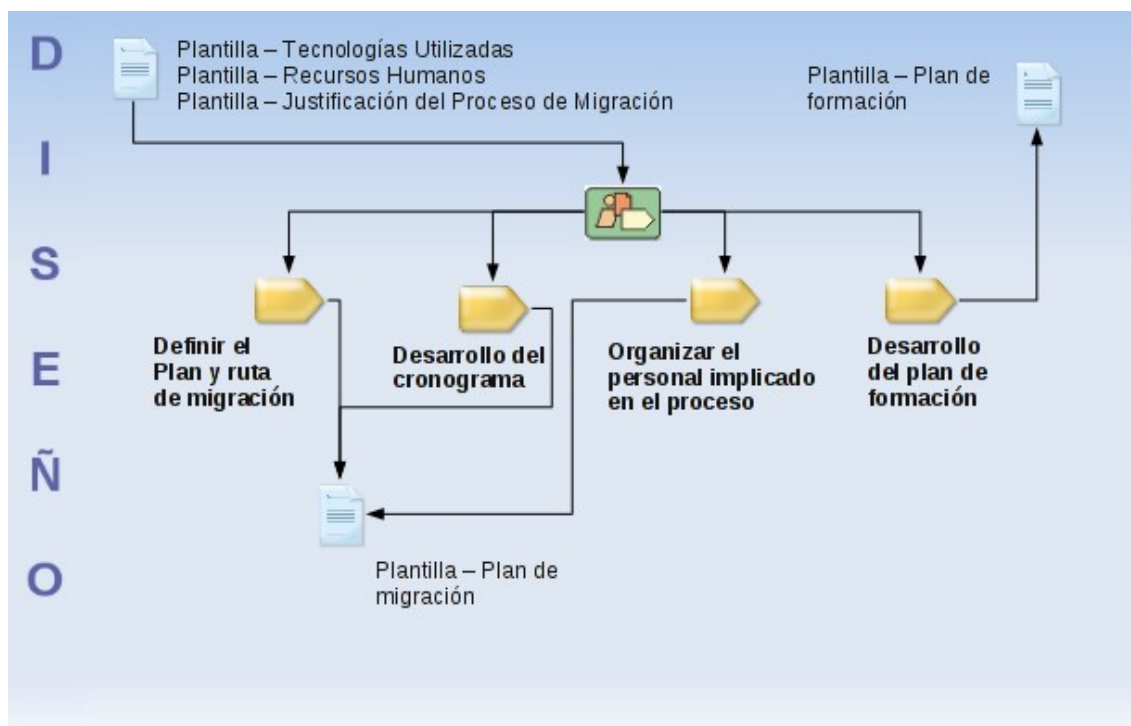 D
I
S
E
Ñ
O
Plantilla – Tecnologías Utilizadas
Plantilla – Recursos Humanos
Plantilla – Justificación del Proceso de Migración
Plantilla – Plan de
formación
Definir el
Plan y ruta
de migración
Desarrollo del
cronograma
Organizar el
personal implicado
en el proceso
Desarrollo
del plan de
formación
Plantilla – Plan de
migración